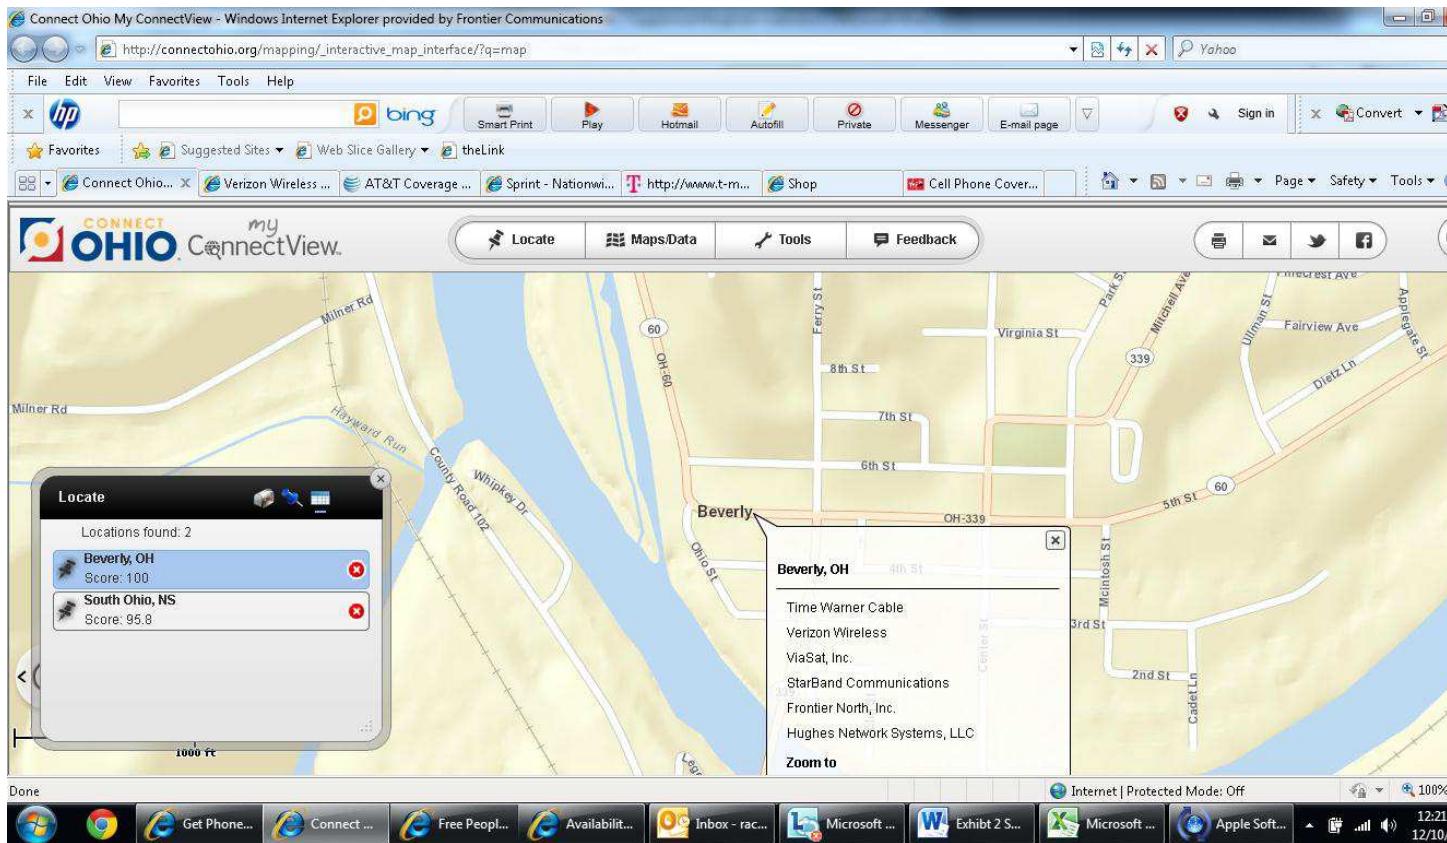 Connect Ohio My ConnectView - Windows Internet Explorer provided by Frontier Communications
http://connectohio.org/mapping/_interactive_map_interface/?q=map
Yahoo
File Edit View Favorites Tools Help
hp
bing
Smart Print
Play
Hotmail
Autofill
Private
Messenger
E-mail page
Sign in
x
Convert
Favorites
Suggested Sites
Web Slice Gallery
theLink
Connect Ohio... X
Verizon Wireless ...
AT&T Coverage ...
Sprint - Nationwi...
http://www.t-m...
Shop
Cell Phone Cover...
Page
Safety
Tools
CONNECT OHIO. my ConnectView.
Locate
Maps/Data
Tools
Feedback
Milner Rd
60
OH-60
Ferry St
Virginia St
Park S
Mitchell Ave
339
Ullman St
Fairview Ave
Applegate St
Dietz Ln
8th St
7th St
6th St
Milner Rd
Hayward Run
County Road 102
Whipkey Dr
Beverly
OH-339
5th St
60
Ohio St
4th St
Mcintosh St
3rd St
Center St
2nd St
Cadet Ln
Locate
Locations found: 2
Beverly, OH
Score: 100
South Ohio, NS
Score: 95.8
1000 ft
Beverly, OH
Time Warner Cable
Verizon Wireless
ViaSat, Inc.
StarBand Communications
Frontier North, Inc.
Hughes Network Systems, LLC
Zoom to
Done
Internet | Protected Mode: Off
100%
Get Phone...
Connect ...
Free Peopl...
Availabilit...
Inbox - rac...
Microsoft ...
Exhibt 2 S...
Microsoft ...
Apple Soft...
12:21
12/10/